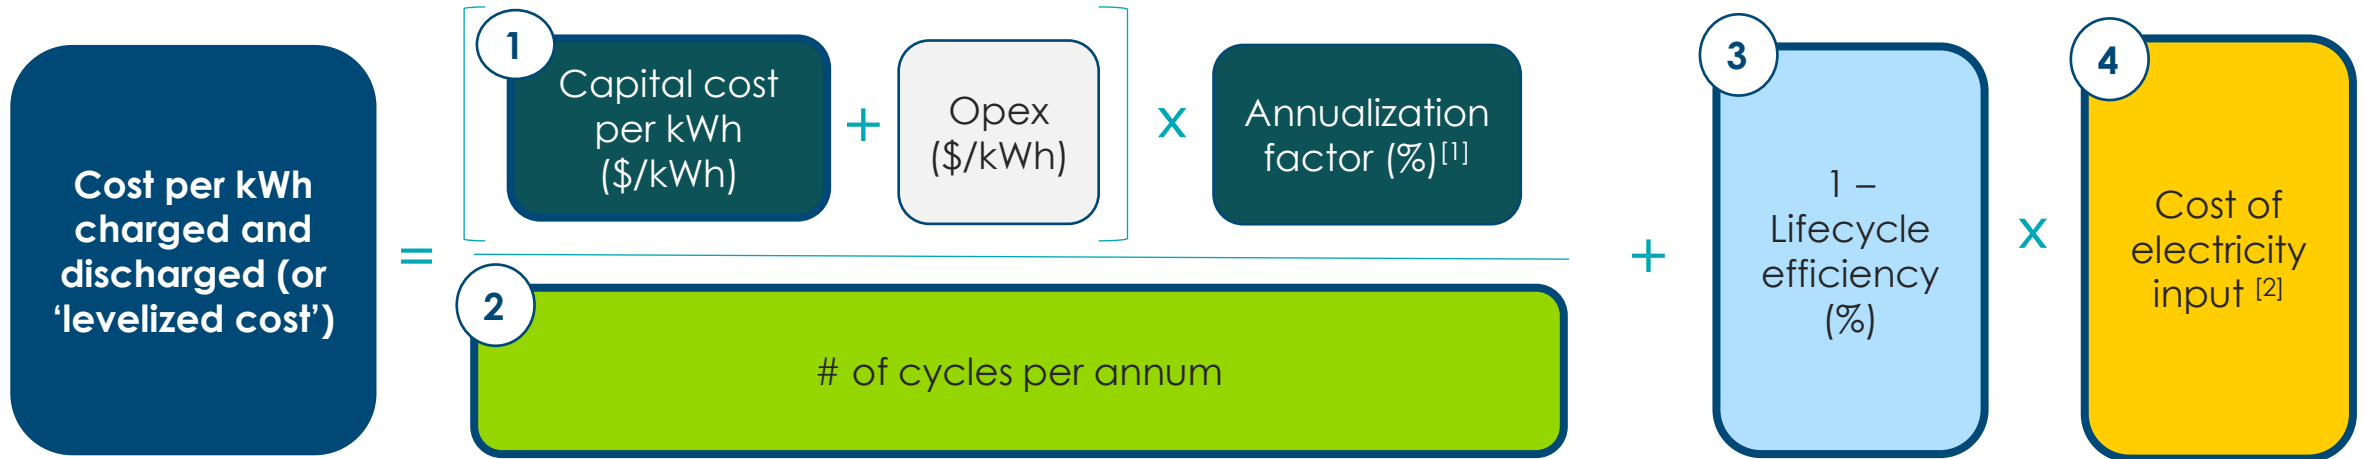 Cost per kWh
charged and
discharged (or
‘levelized cost’)
=
1
Capital cost
per kWh
($/kWh)
+
Opex
($/kWh)
x
Annualization
factor (%)[1]
2
# of cycles per annum
+
3
1 –
Lifecycle
efficiency
(%)
x
4
Cost of
electricity
input [2]